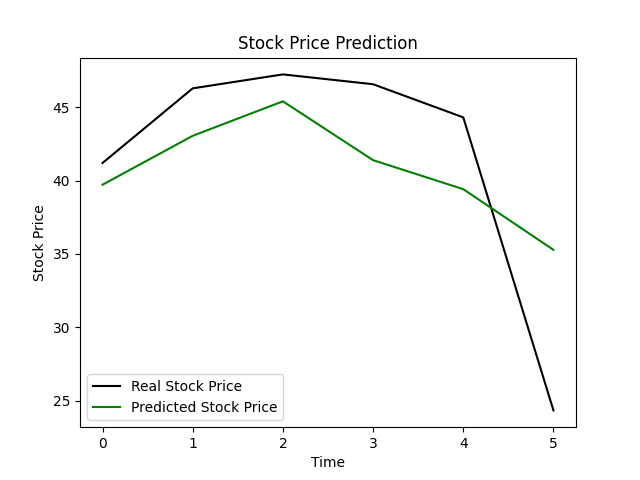 Stock Price Prediction
Stock Price
45
40
35
30
25
Real Stock Price
Predicted Stock Price
0 1 2 3 4 5
Time